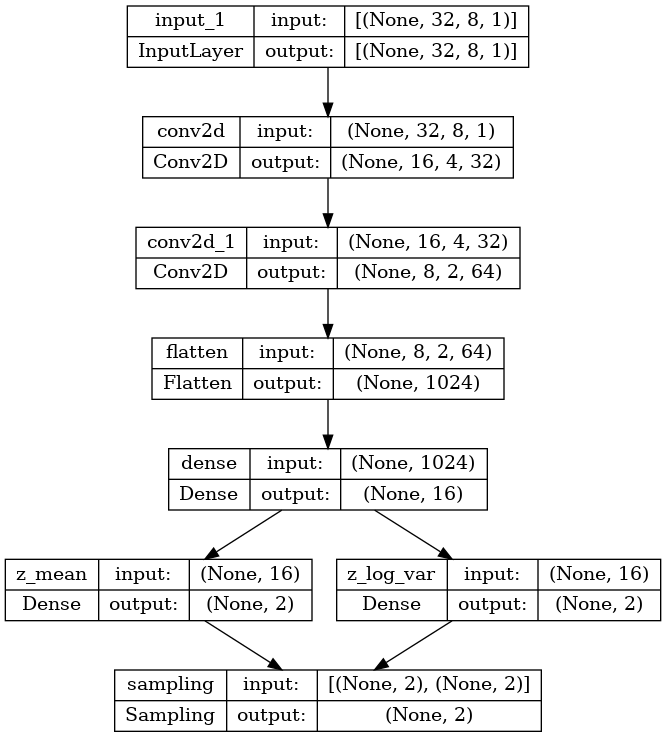 input_1 input: [(None, 32, 8, 1)]
InputLayer output: [(None, 32, 8, 1)]
conv2d input: (None, 32, 8, 1)
Conv2D output: (None, 16, 4, 32)
conv2d_1 input: (None, 16, 4, 32)
Conv2D output: (None, 8, 2, 64)
flatten input: (None, 8, 2, 64)
Flatten output: (None, 1024)
dense input: (None, 1024)
Dense output: (None, 16)
z_mean input: (None, 16)
Dense output: (None, 2)
z_log_var input: (None, 16)
Dense output: (None, 2)
sampling input: [(None, 2), (None, 2)]
Sampling output: (None, 2)